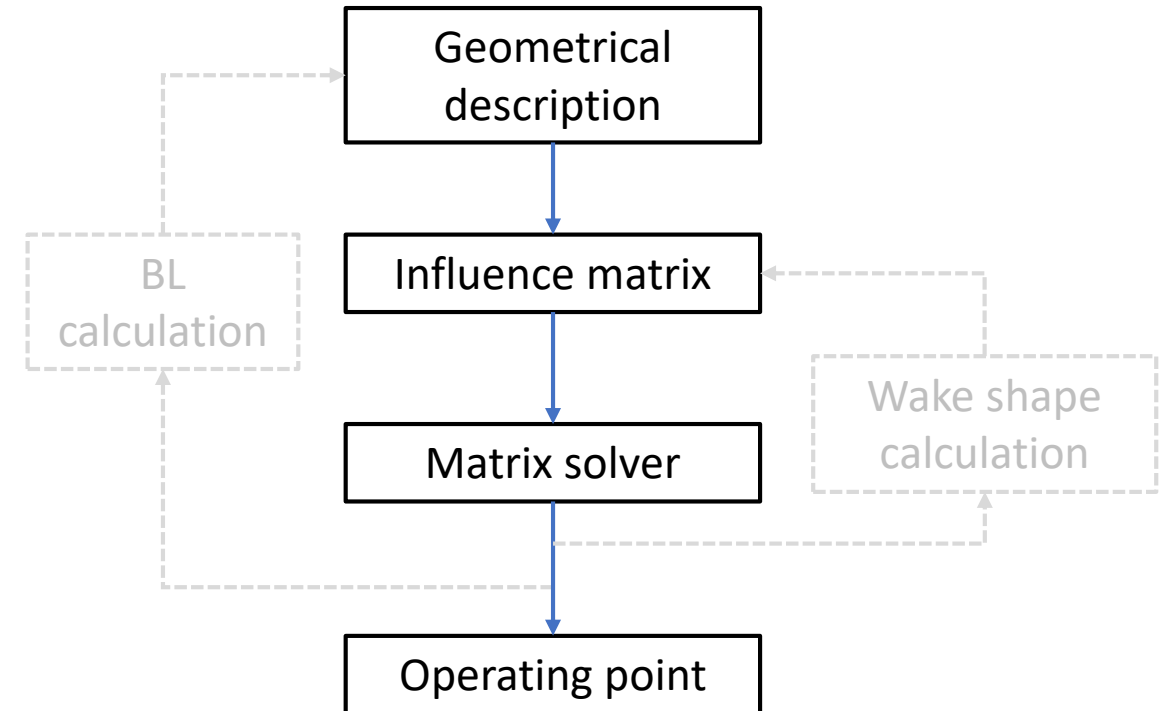 Geometrical
description
BL
calculation
Influence matrix
Wake shape
calculation
Matrix solver
Operating point